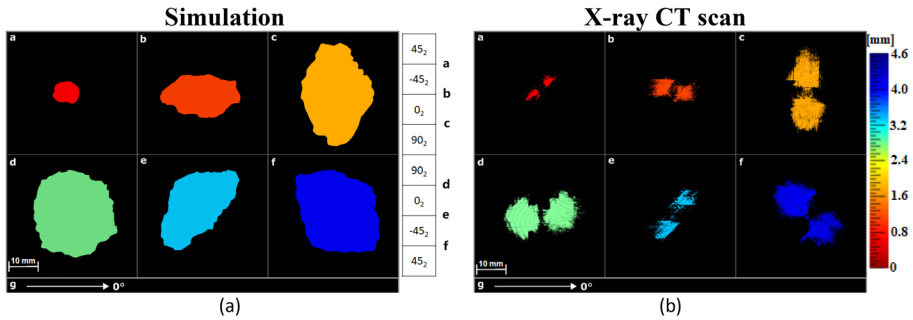 Simulation
X-ray CT scan
a b c
45₂
-45₂ a
0₂ b
90₂ c
d e f
90₂
0₂ d
-45₂ e
45₂ f
10 mm
g 0°
(a)
a b c
d e f
10 mm
g 0°
[mm]
4.6
4.0
3.2
2.4
1.6
0.8
0.0
(b)